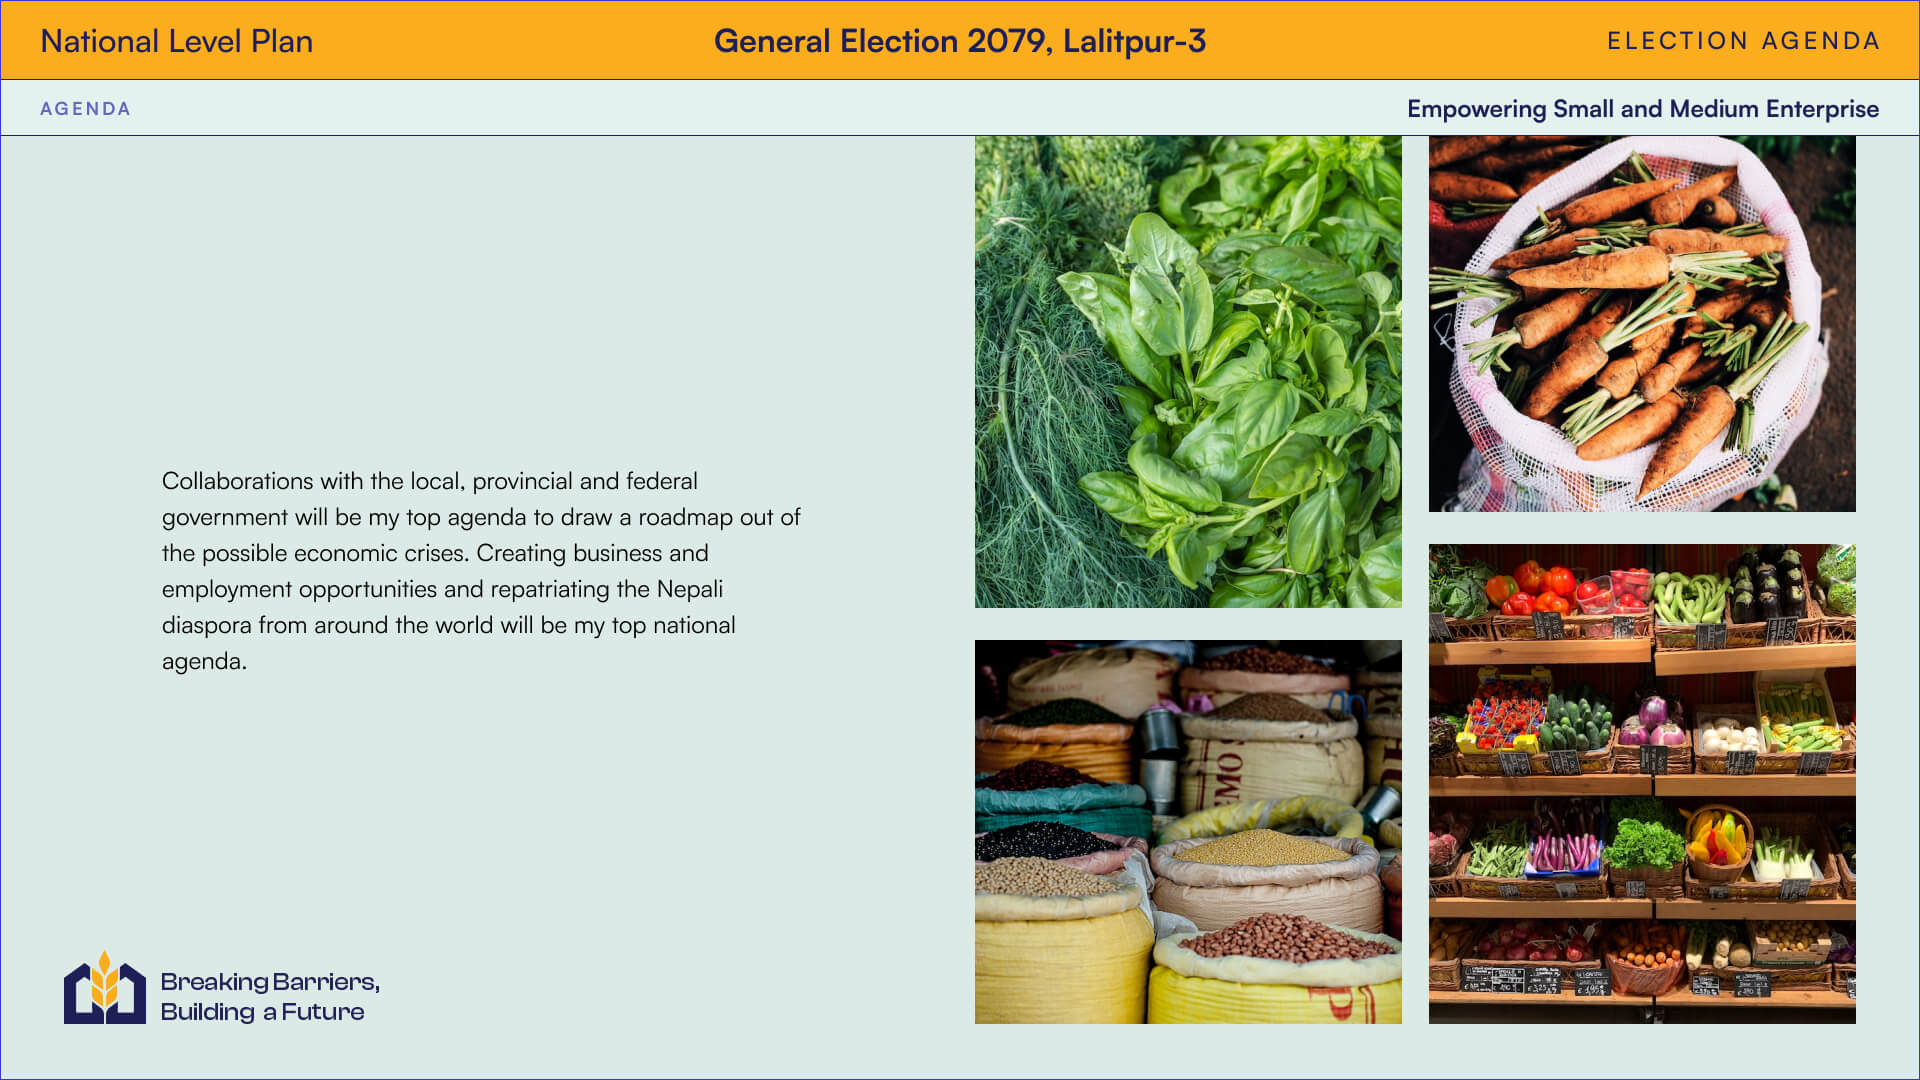 National Level Plan
General Election 2079, Lalitpur-3
ELECTION AGENDA
AGENDA
Empowering Small and Medium Enterprise
Collaborations with the local, provincial and federal
government will be my top agenda to draw a roadmap out of
the possible economic crises. Creating business and
employment opportunities and repatriating the Nepali
diaspora from around the world will be my top national
agenda.
Breaking Barriers,
Building a Future